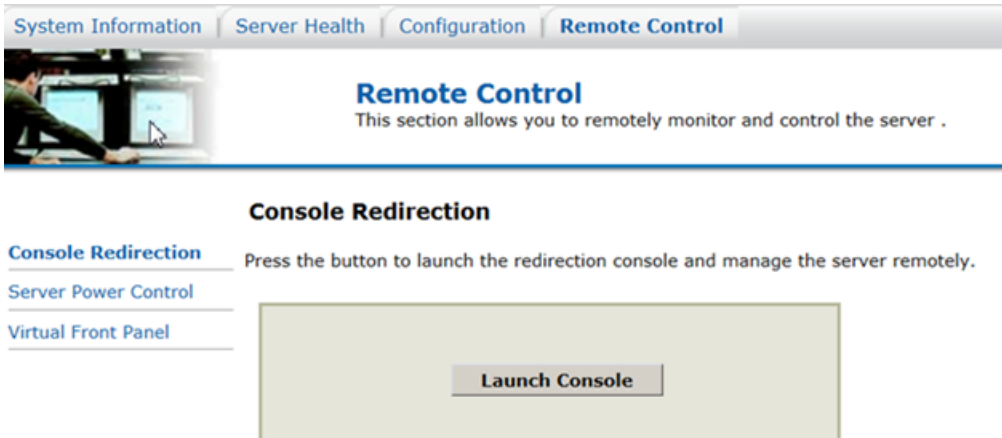 System Information
Server Health
Configuration
Remote Control
Remote Control
This section allows you to remotely monitor and control the server .
Console Redirection
Console Redirection
Server Power Control
Virtual Front Panel
Press the button to launch the redirection console and manage the server remotely.
Launch Console